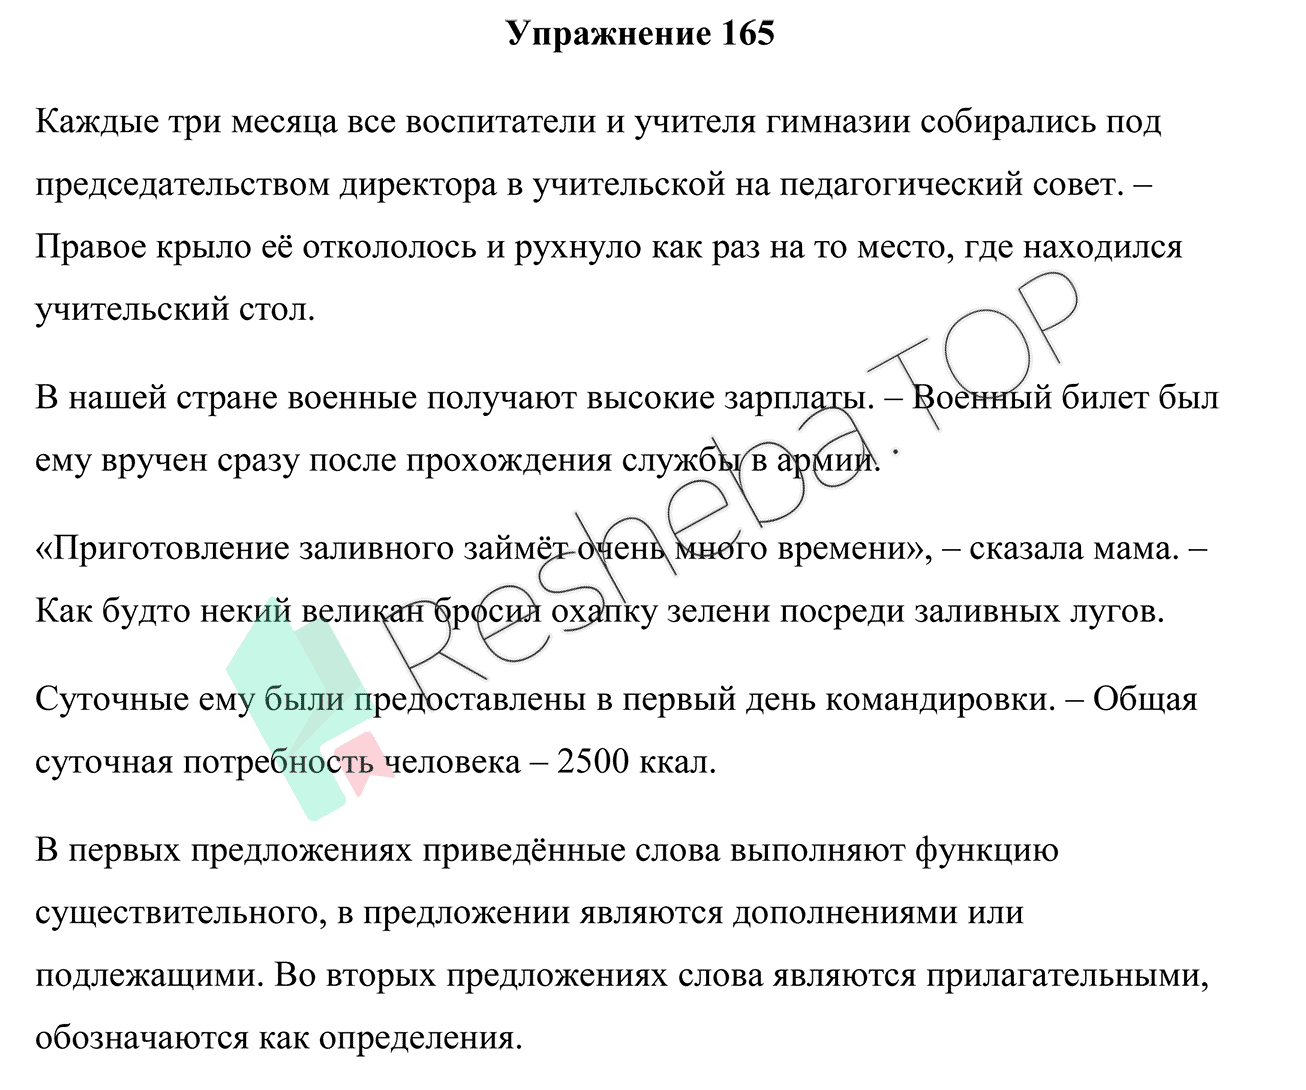 Упражнение 165
Каждые три месяца все воспитатели и учителя гимназии собирались под
председательством директора в учительской на педагогический совет. –
Правое крыло её откололось и рухнуло как раз на то место, где находился
учительский стол.
В нашей стране военные получают высокие зарплаты. – Военный билет был
ему вручен сразу после прохождения службы в армии.
«Приготовление заливного займёт очень много времени», – сказала мама. –
Как будто некий великан бросил охапку зелени посреди заливных лугов.
Суточные ему были предоставлены в первый день командировки. – Общая
суточная потребность человека – 2500 ккал.
В первых предложениях приведённые слова выполняют функцию
существительного, в предложении являются дополнениями или
подлежащими. Во вторых предложениях слова являются прилагательными,
обозначаются как определения.
Resheba.TOP